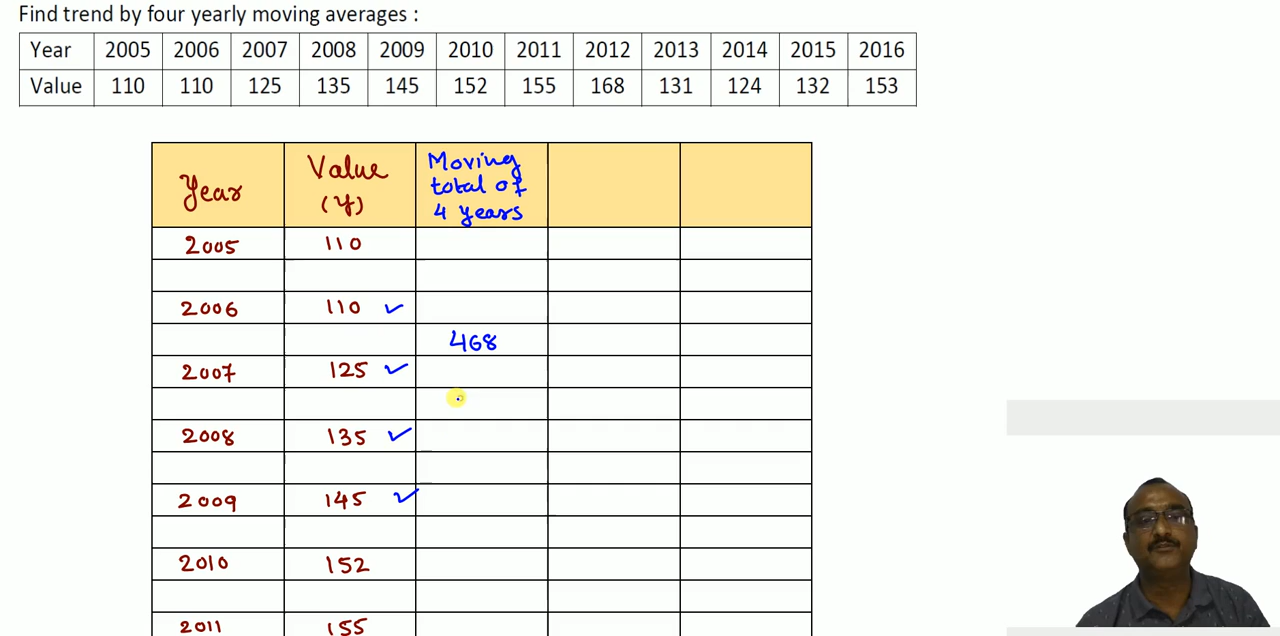 Find trend by four yearly moving averages :
Year 2005 2006 2007 2008 2009 2010 2011 2012 2013 2014 2015 2016
Value 110 110 125 135 145 152 155 168 131 124 132 153
Year Value (Y) Moving total of 4 years
2005 110
2006 110 ✓
468
2007 125 ✓
2008 135 ✓
2009 145 ✓
2010 152
2011 155